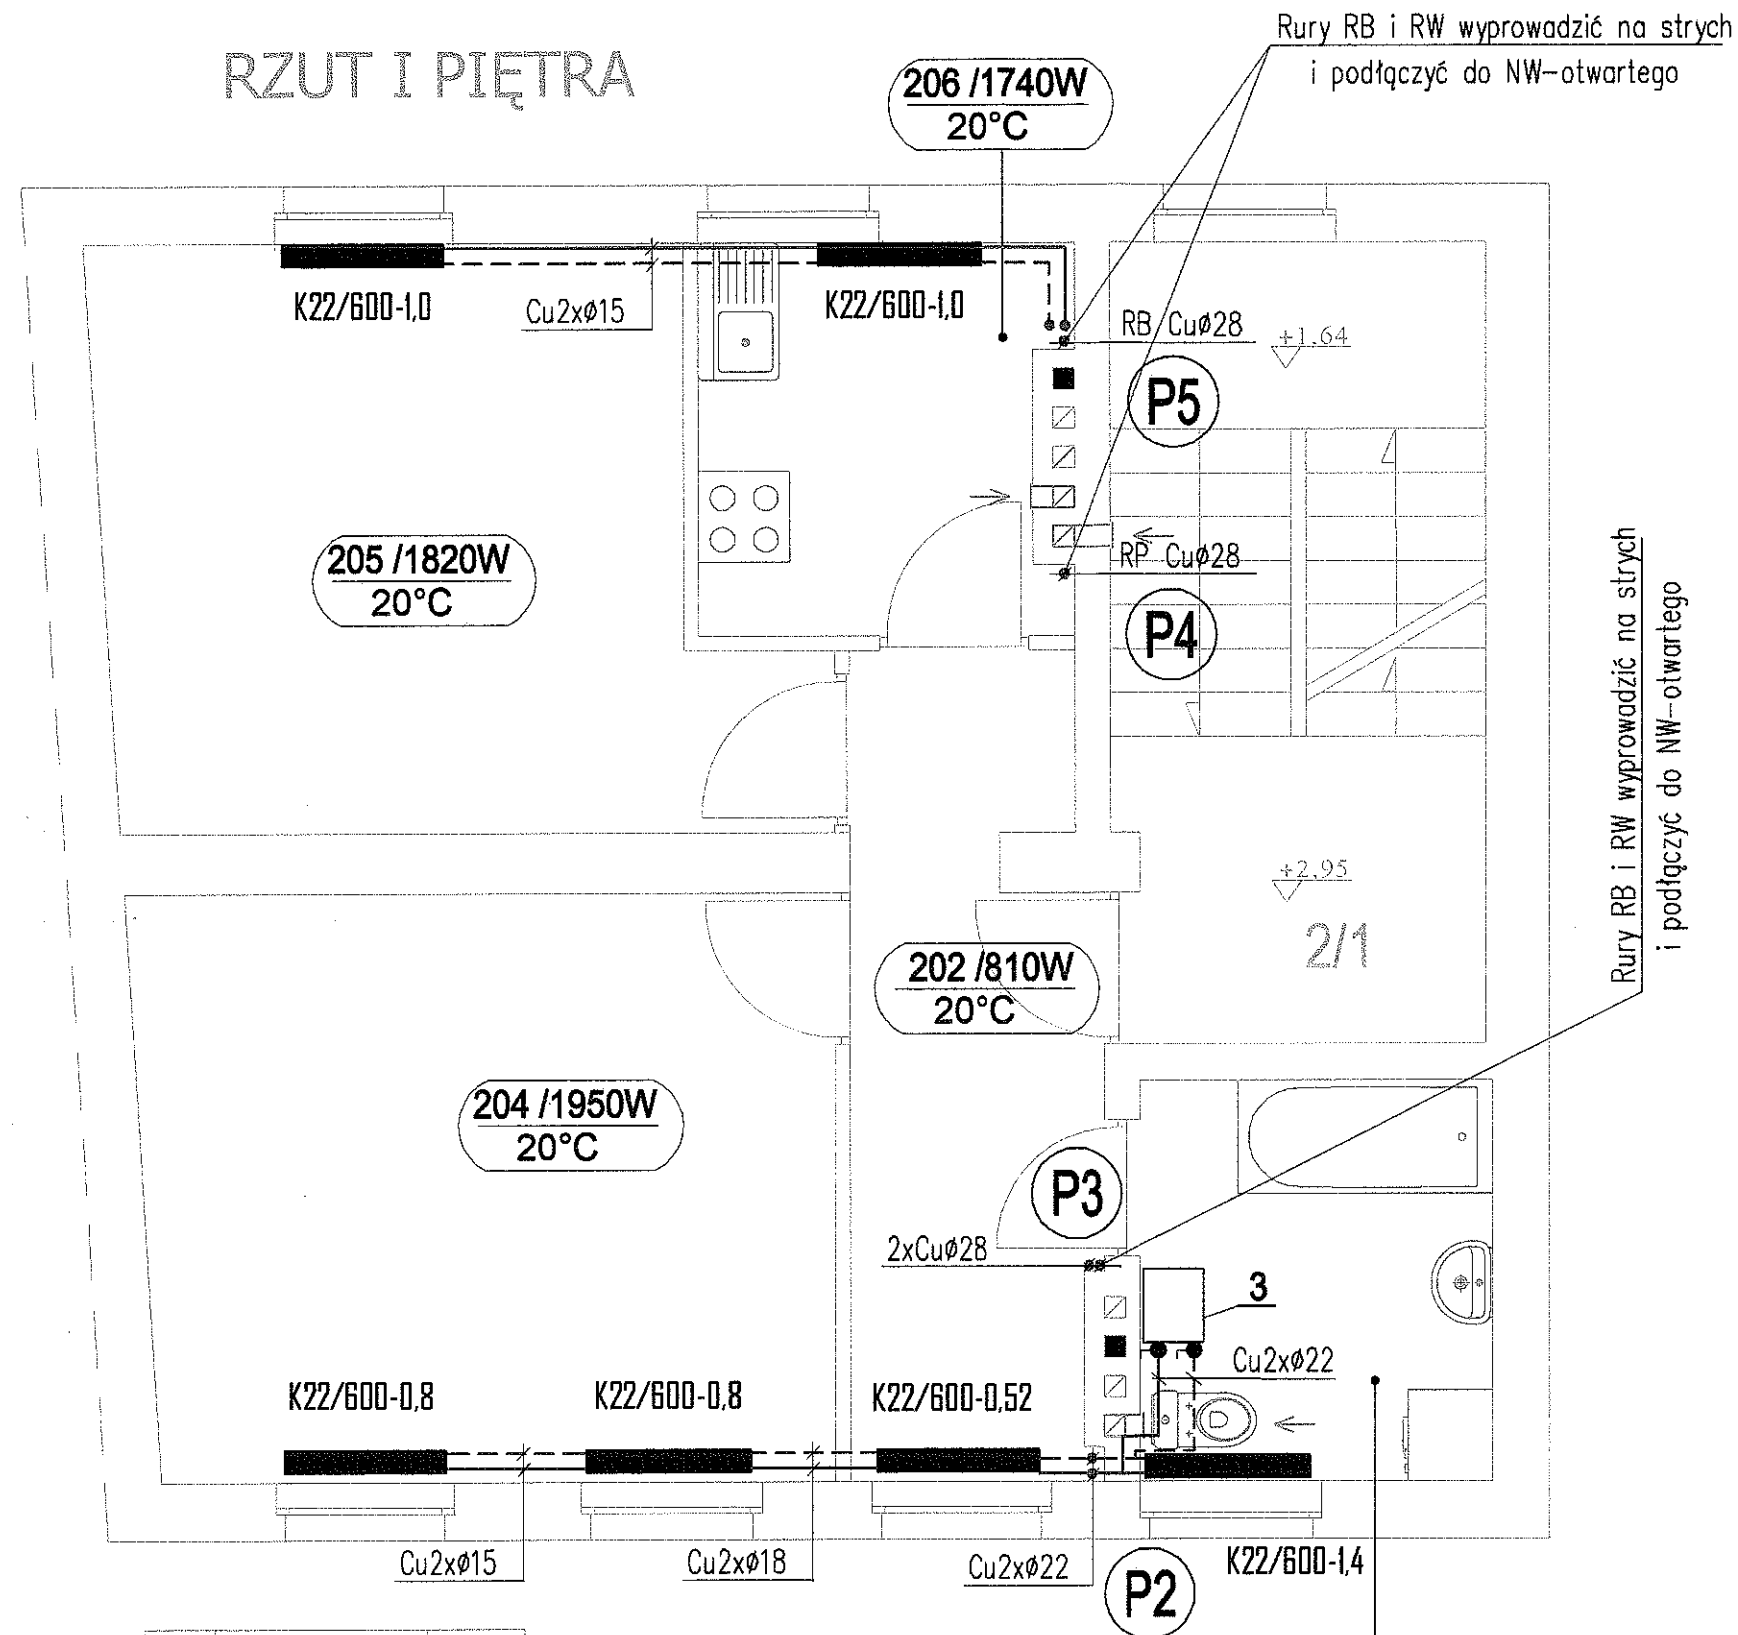 RZUT I PIĘTRA
Rury RB i RW wyprowadzić na strych
i podłączyć do NW-otwartego
206 /1740W
20°C
K22/600-1,0
Cu2xø15
K22/600-1,0
RB Cuø28
+1.64
P5
205 /1820W
20°C
RP Cuø28
P4
Rury RB i RW wyprowadzić na strych
i podłączyć do NW-otwartego
+2.95
2/1
202 /810W
20°C
204 /1950W
20°C
P3
2xCuø28
3
Cu2xø22
K22/600-0,8
K22/600-0,8
K22/600-0,52
Cu2xø15
Cu2xø18
Cu2xø22
P2
K22/600-1,4